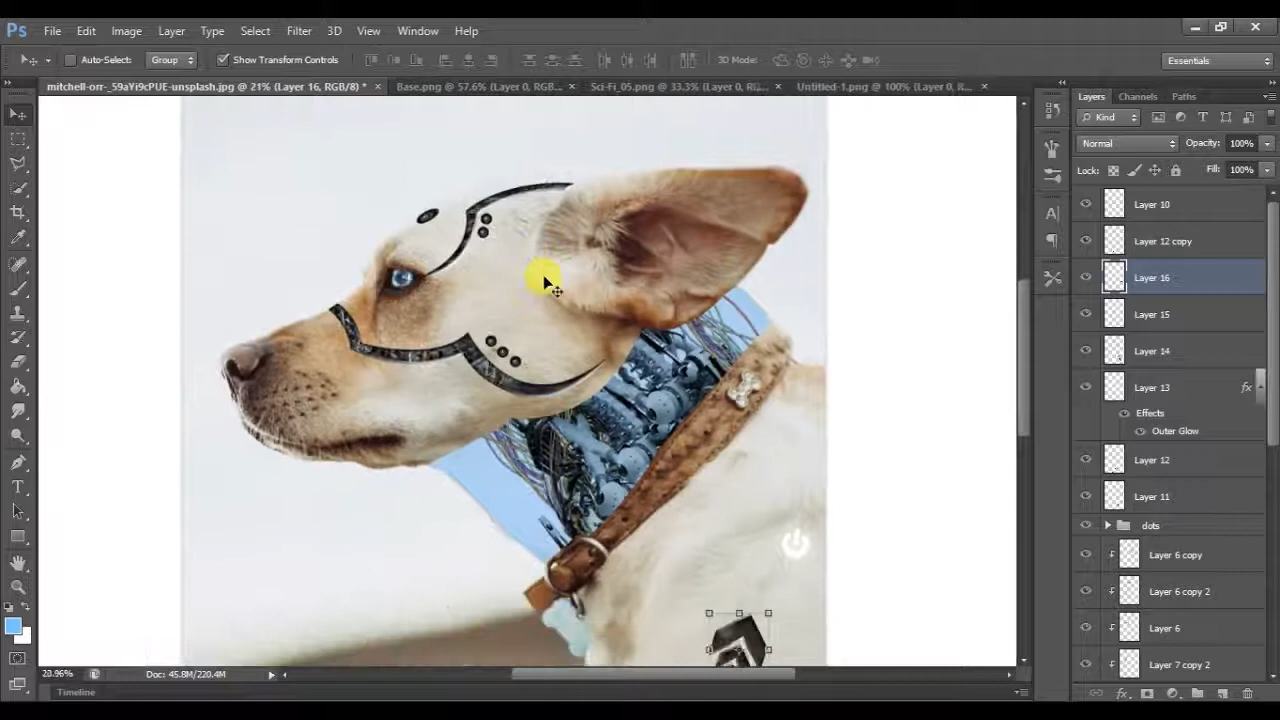 Ps File Edit Image Layer Type Select Filter 3D View Window Help
Auto-Select: Group Show Transform Controls 3D Mode: Essentials
mitchell-orr-_59aYi9cPUE-unsplash.jpg @ 21% (Layer 16, RGB/8) * × Base.png @ 57.6% (Layer 0, RGB... × Sci-Fi_05.png @ 33.3% (Layer 0, R... × Untitled-1.png @ 100% (Layer 0, R... ×
Layers Channels Paths
Kind
Normal Opacity: 100%
Lock: Fill: 100%
Layer 10
Layer 12 copy
Layer 16
Layer 15
Layer 14
Layer 13 fx
Effects
Outer Glow
Layer 12
Layer 11
dots
Layer 6 copy
Layer 6 copy 2
Layer 6
Layer 7 copy 2
20.96% Doc: 45.8M/220.4M
Timeline